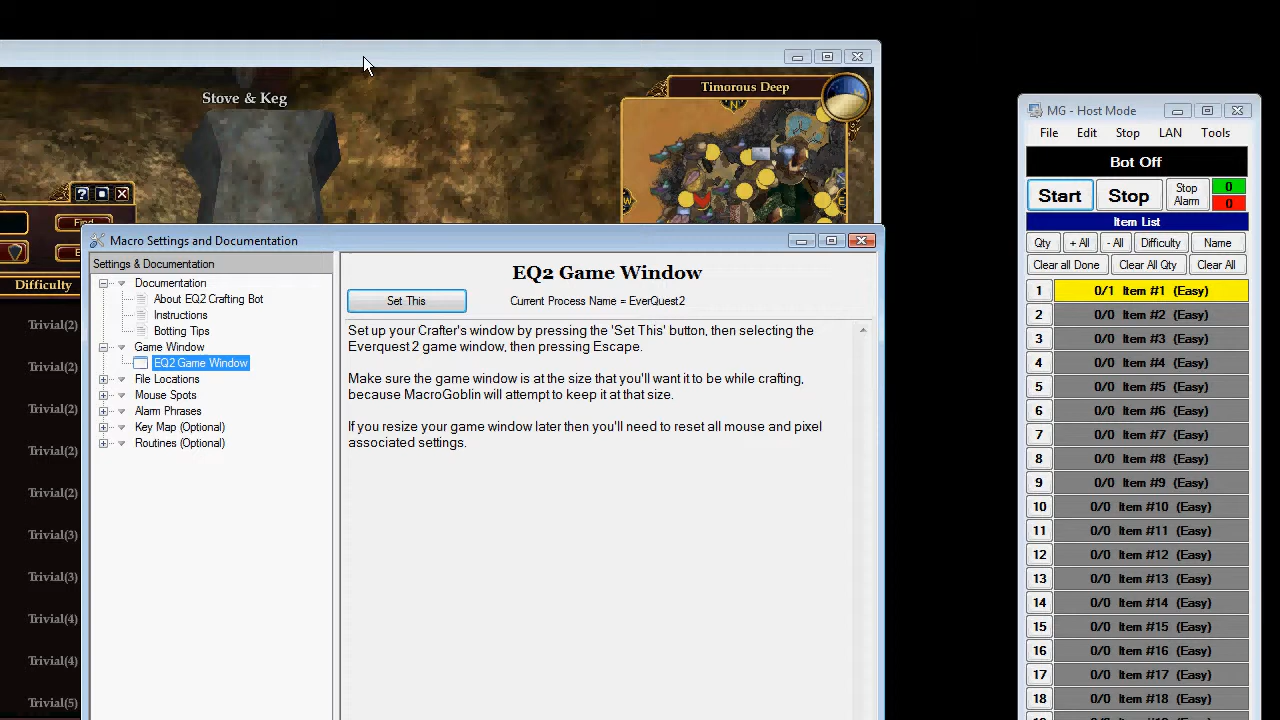 Stove & Keg
Timorous Deep
N
W
E
?
Find
Difficulty
Trivial(2)
Trivial(2)
Trivial(2)
Trivial(2)
Trivial(2)
Trivial(3)
Trivial(3)
Trivial(4)
Trivial(4)
Trivial(5)
Macro Settings and Documentation
Settings & Documentation
Documentation
About EQ2 Crafting Bot
Instructions
Botting Tips
Game Window
EQ2 Game Window
File Locations
Mouse Spots
Alarm Phrases
Key Map (Optional)
Routines (Optional)
EQ2 Game Window
Set This
Current Process Name = EverQuest2
Set up your Crafter's window by pressing the 'Set This' button, then selecting the
Everquest 2 game window, then pressing Escape.
Make sure the game window is at the size that you'll want it to be while crafting,
because MacroGoblin will attempt to keep it at that size.
If you resize your game window later then you'll need to reset all mouse and pixel
associated settings.
MG - Host Mode
File Edit Stop LAN Tools
Bot Off
Start Stop Stop Alarm 0 0
Item List
Qty + All - All Difficulty Name
Clear all Done Clear All Qty Clear All
1 0/1 Item #1 (Easy)
2 0/0 Item #2 (Easy)
3 0/0 Item #3 (Easy)
4 0/0 Item #4 (Easy)
5 0/0 Item #5 (Easy)
6 0/0 Item #6 (Easy)
7 0/0 Item #7 (Easy)
8 0/0 Item #8 (Easy)
9 0/0 Item #9 (Easy)
10 0/0 Item #10 (Easy)
11 0/0 Item #11 (Easy)
12 0/0 Item #12 (Easy)
13 0/0 Item #13 (Easy)
14 0/0 Item #14 (Easy)
15 0/0 Item #15 (Easy)
16 0/0 Item #16 (Easy)
17 0/0 Item #17 (Easy)
18 0/0 Item #18 (Easy)